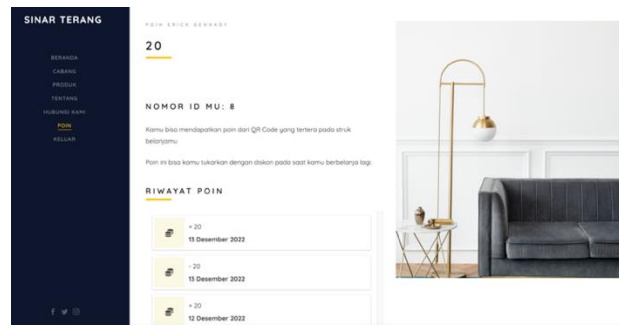 SINAR TERANG
BERANDA
CABANG
PRODUK
TENTANG
HUBUNGI KAMI
POIN
KELUAR
POIN ERICK GENNADY
20
NOMOR ID MU: 8
Kamu bisa mendapatkan poin dari QR Code yang tertera pada struk
belanjamu
Poin ini bisa kamu tukarkan dengan diskon pada saat kamu berbelanja lagi.
RIWAYAT POIN
+ 20
13 Desember 2022
- 20
13 Desember 2022
+ 20
12 Desember 2022